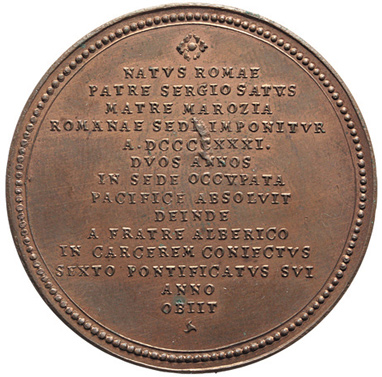 NATVS ROMAE
PATRE SERGIO SATVS
MATRE MAROZIA
ROMANAE SEDI IMPONITVR
A. DCCCCXXXI.
DVOS ANNOS
IN SEDE OCCVPATA
PACIFICE ABSOLVIT
DEINDE
A FRATRE ALBERICO
IN CARCEREM CONIECTVS
SEXTO PONTIFICATVS SVI
ANNO
OBIIT